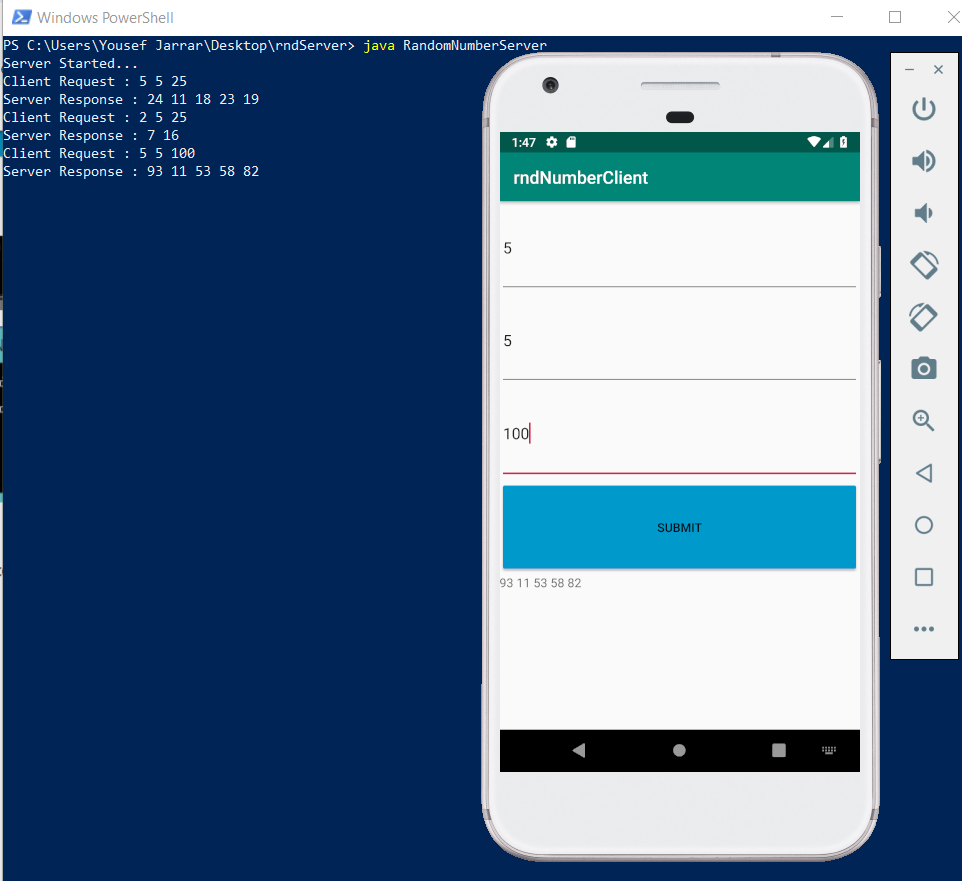 Windows PowerShell
PS C:\Users\Yousef Jarrar\Desktop\rndServer> java RandomNumberServer
Server Started...
Client Request : 5 5 25
Server Response : 24 11 18 23 19
Client Request : 2 5 25
Server Response : 7 16
Client Request : 5 5 100
Server Response : 93 11 53 58 82
1:47
rndNumberClient
5
5
100
SUBMIT
93 11 53 58 82